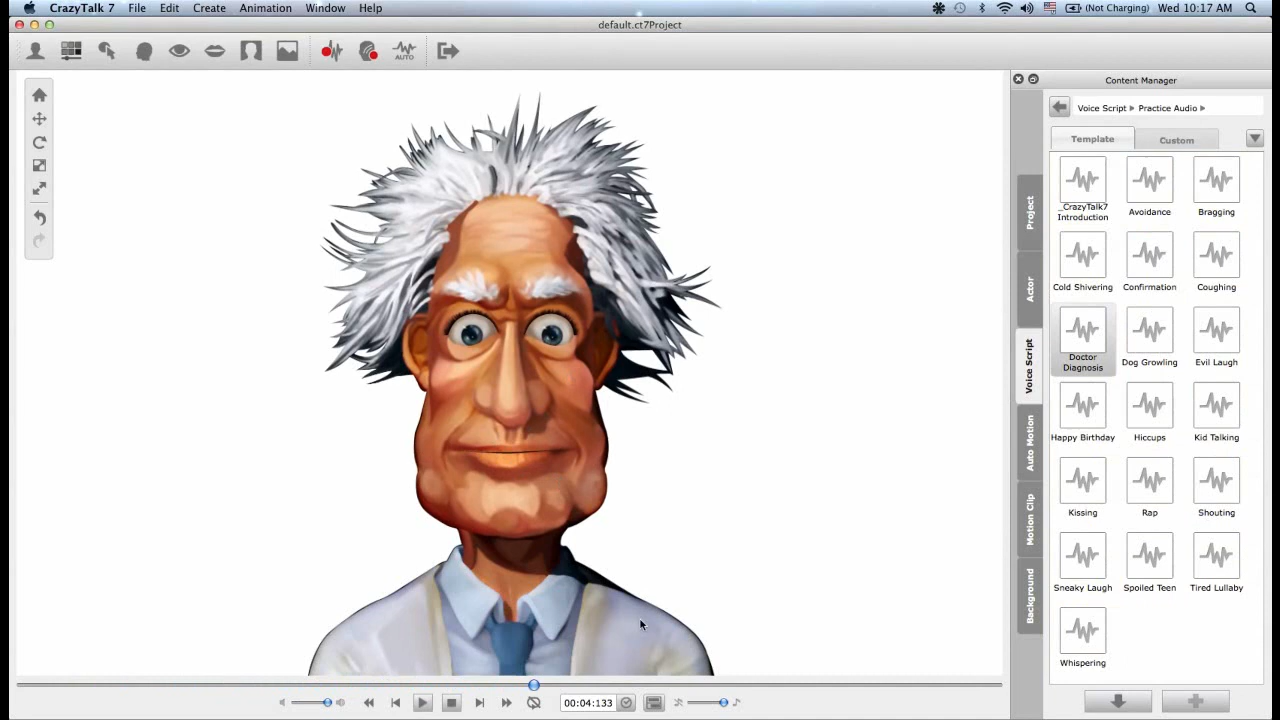 CrazyTalk 7 File Edit Create Animation Window Help (Not Charging) Wed 10:17 AM
default.ct7Project
AUTO
Content Manager
Voice Script Practice Audio
Template Custom
Project
Actor
Voice Script
Auto Motion
Motion Clip
Background
_CrazyTalk7
Introduction
Avoidance
Bragging
Cold Shivering
Confirmation
Coughing
Doctor
Diagnosis
Dog Growling
Evil Laugh
Happy Birthday
Hiccups
Kid Talking
Kissing
Rap
Shouting
Sneaky Laugh
Spoiled Teen
Tired Lullaby
Whispering
00:04:133